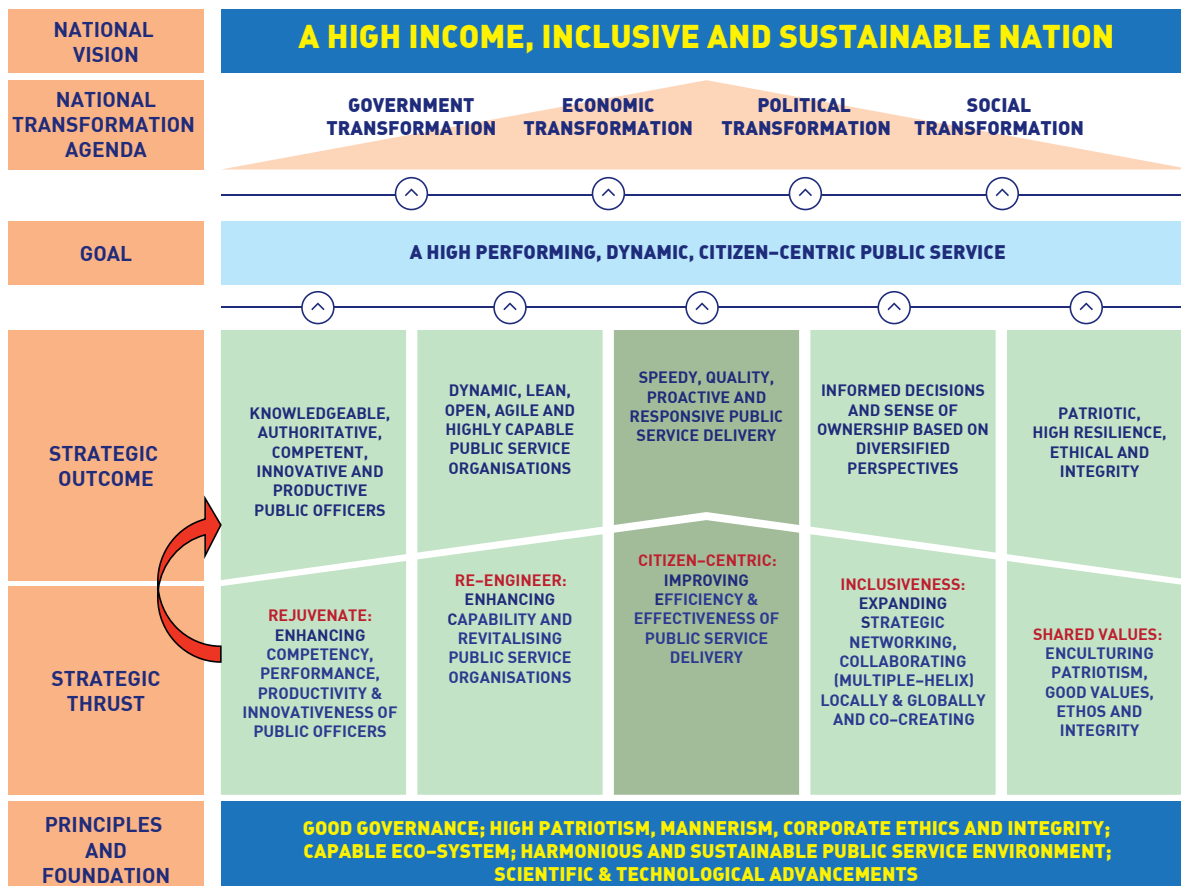 NATIONAL
VISION
A HIGH INCOME, INCLUSIVE AND SUSTAINABLE NATION
NATIONAL
TRANSFORMATION
AGENDA
GOVERNMENT
TRANSFORMATION
ECONOMIC
TRANSFORMATION
POLITICAL
TRANSFORMATION
SOCIAL
TRANSFORMATION
GOAL
A HIGH PERFORMING, DYNAMIC, CITIZEN–CENTRIC PUBLIC SERVICE
STRATEGIC
OUTCOME
KNOWLEDGEABLE,
AUTHORITATIVE,
COMPETENT,
INNOVATIVE AND
PRODUCTIVE
PUBLIC OFFICERS
DYNAMIC, LEAN,
OPEN, AGILE AND
HIGHLY CAPABLE
PUBLIC SERVICE
ORGANISATIONS
SPEEDY, QUALITY,
PROACTIVE AND
RESPONSIVE PUBLIC
SERVICE DELIVERY
INFORMED DECISIONS
AND SENSE OF
OWNERSHIP BASED ON
DIVERSIFIED
PERSPECTIVES
PATRIOTIC,
HIGH RESILIENCE,
ETHICAL AND
INTEGRITY
STRATEGIC
THRUST
REJUVENATE:
ENHANCING
COMPETENCY,
PERFORMANCE,
PRODUCTIVITY &
INNOVATIVENESS OF
PUBLIC OFFICERS
RE–ENGINEER:
ENHANCING
CAPABILITY AND
REVITALISING
PUBLIC SERVICE
ORGANISATIONS
CITIZEN–CENTRIC:
IMPROVING
EFFICIENCY &
EFFECTIVENESS OF
PUBLIC SERVICE
DELIVERY
INCLUSIVENESS:
EXPANDING
STRATEGIC
NETWORKING,
COLLABORATING
(MULTIPLE–HELIX)
LOCALLY & GLOBALLY
AND CO–CREATING
SHARED VALUES:
ENCULTURING
PATRIOTISM,
GOOD VALUES,
ETHOS AND
INTEGRITY
PRINCIPLES
AND
FOUNDATION
GOOD GOVERNANCE; HIGH PATRIOTISM, MANNERISM, CORPORATE ETHICS AND INTEGRITY;
CAPABLE ECO–SYSTEM; HARMONIOUS AND SUSTAINABLE PUBLIC SERVICE ENVIRONMENT;
SCIENTIFIC & TECHNOLOGICAL ADVANCEMENTS